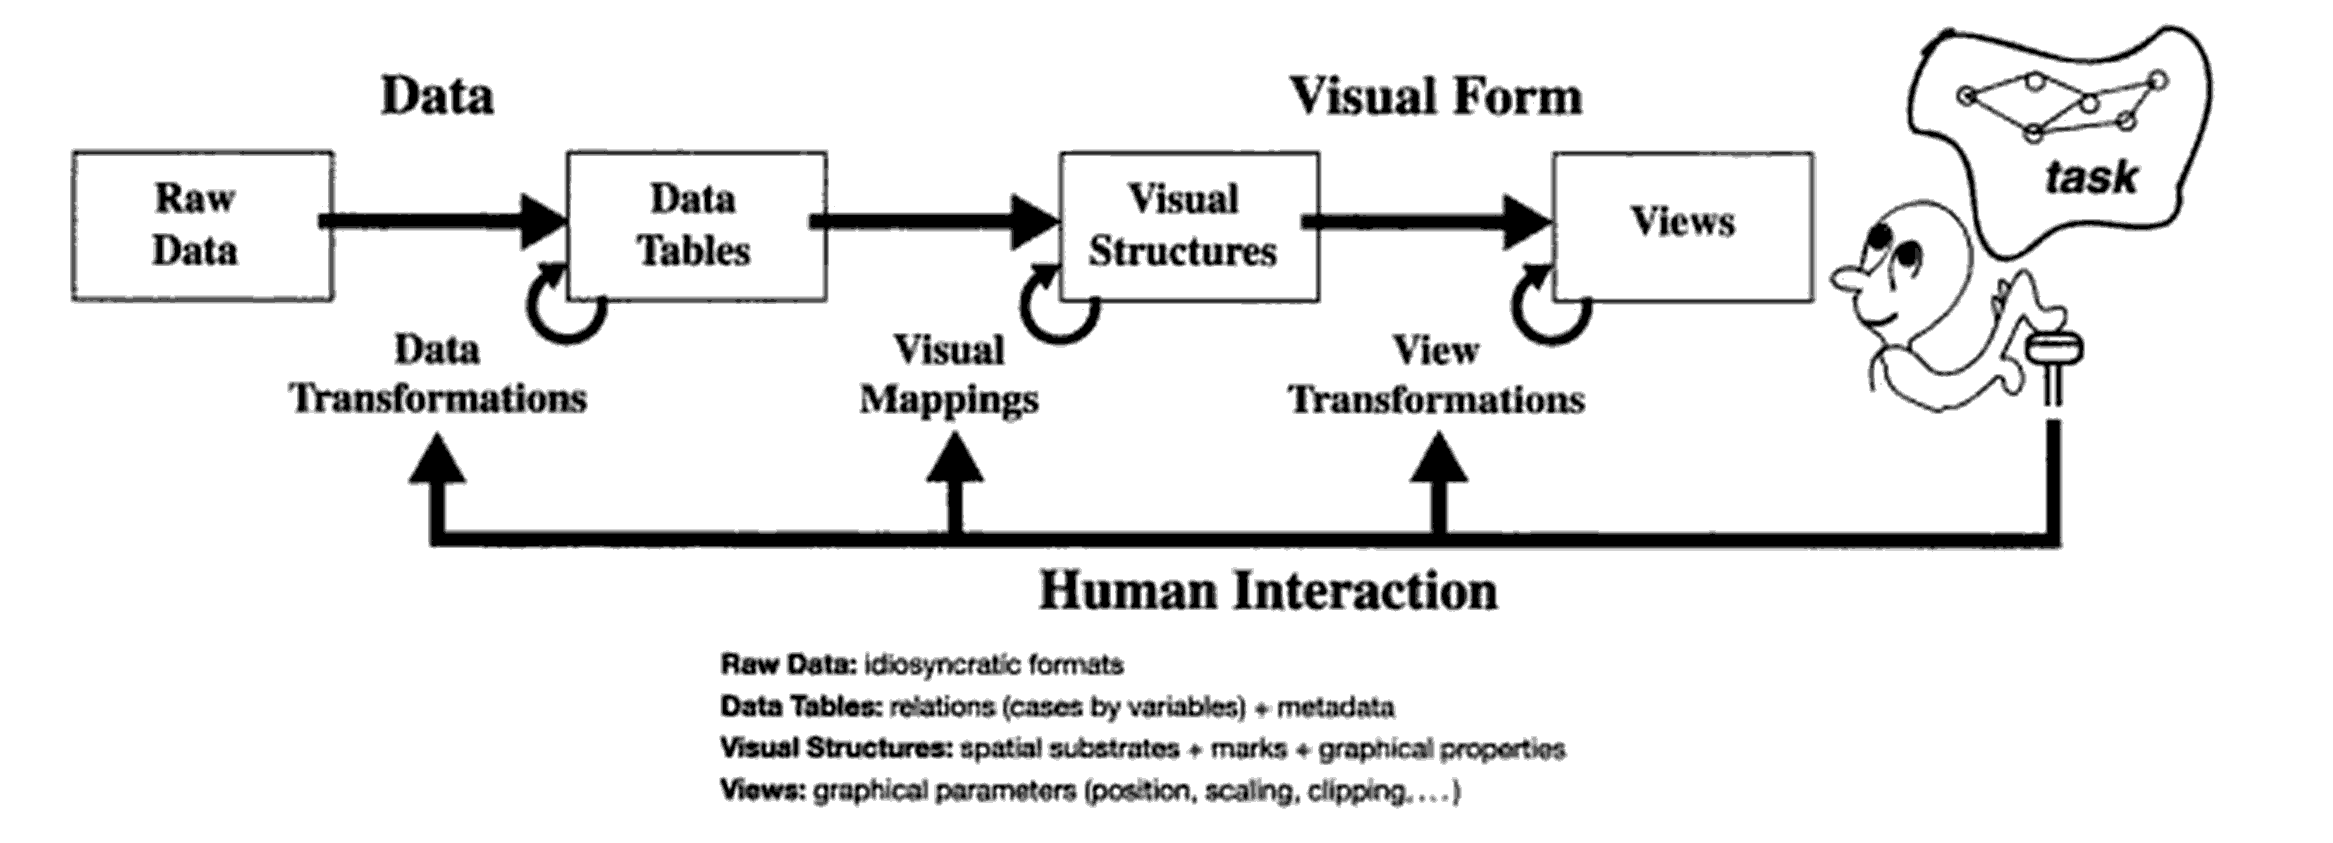 Data
Visual Form
task
Raw
Data
Data
Tables
Visual
Structures
Views
Data
Transformations
Visual
Mappings
View
Transformations
Human Interaction
Raw Data: idiosyncratic formats
Data Tables: relations (cases by variables) + metadata
Visual Structures: spatial substrates + marks + graphical properties
Views: graphical parameters (position, scaling, clipping, ...)